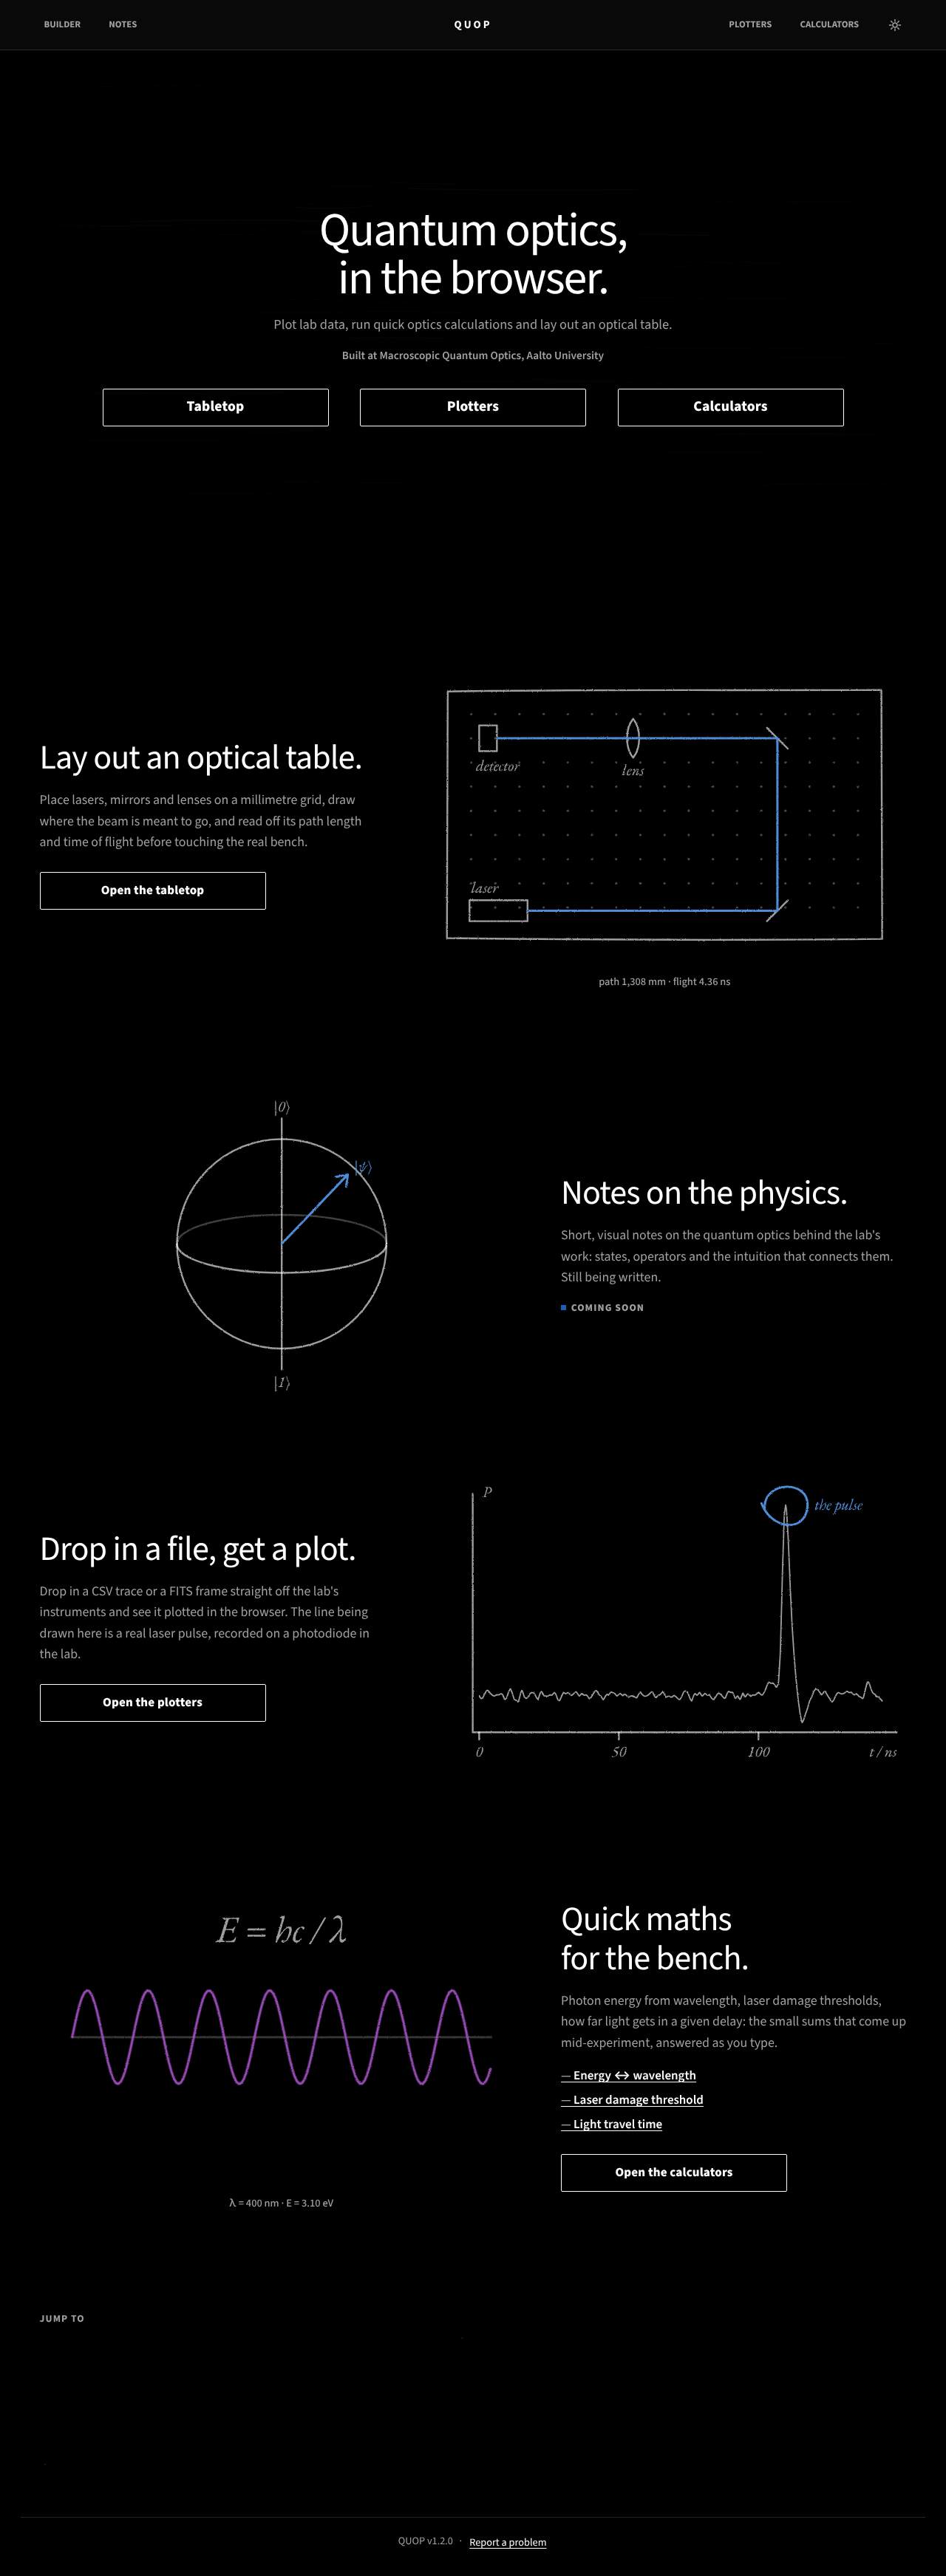 BUILDER NOTES QUOP PLOTTERS CALCULATORS
Quantum optics,
in the browser.
Plot lab data, run quick optics calculations and lay out an optical table.
Built at Macroscopic Quantum Optics, Aalto University
Tabletop Plotters Calculators
Lay out an optical table.
Place lasers, mirrors and lenses on a millimetre grid, draw
where the beam is meant to go, and read off its path length
and time of flight before touching the real bench.
Open the tabletop
detector
lens
laser
path 1,308 mm · flight 4.36 ns
|0⟩
|ψ⟩
|1⟩
Notes on the physics.
Short, visual notes on the quantum optics behind the lab's
work: states, operators and the intuition that connects them.
Still being written.
COMING SOON
Drop in a file, get a plot.
Drop in a CSV trace or a FITS frame straight off the lab's
instruments and see it plotted in the browser. The line being
drawn here is a real laser pulse, recorded on a photodiode in
the lab.
Open the plotters
P
the pulse
0 50 100 t / ns
E = hc / λ
λ = 400 nm · E = 3.10 eV
Quick maths
for the bench.
Photon energy from wavelength, laser damage thresholds,
how far light gets in a given delay: the small sums that come up
mid-experiment, answered as you type.
— Energy ↔ wavelength
— Laser damage threshold
— Light travel time
Open the calculators
JUMP TO
QUOP v1.2.0 · Report a problem